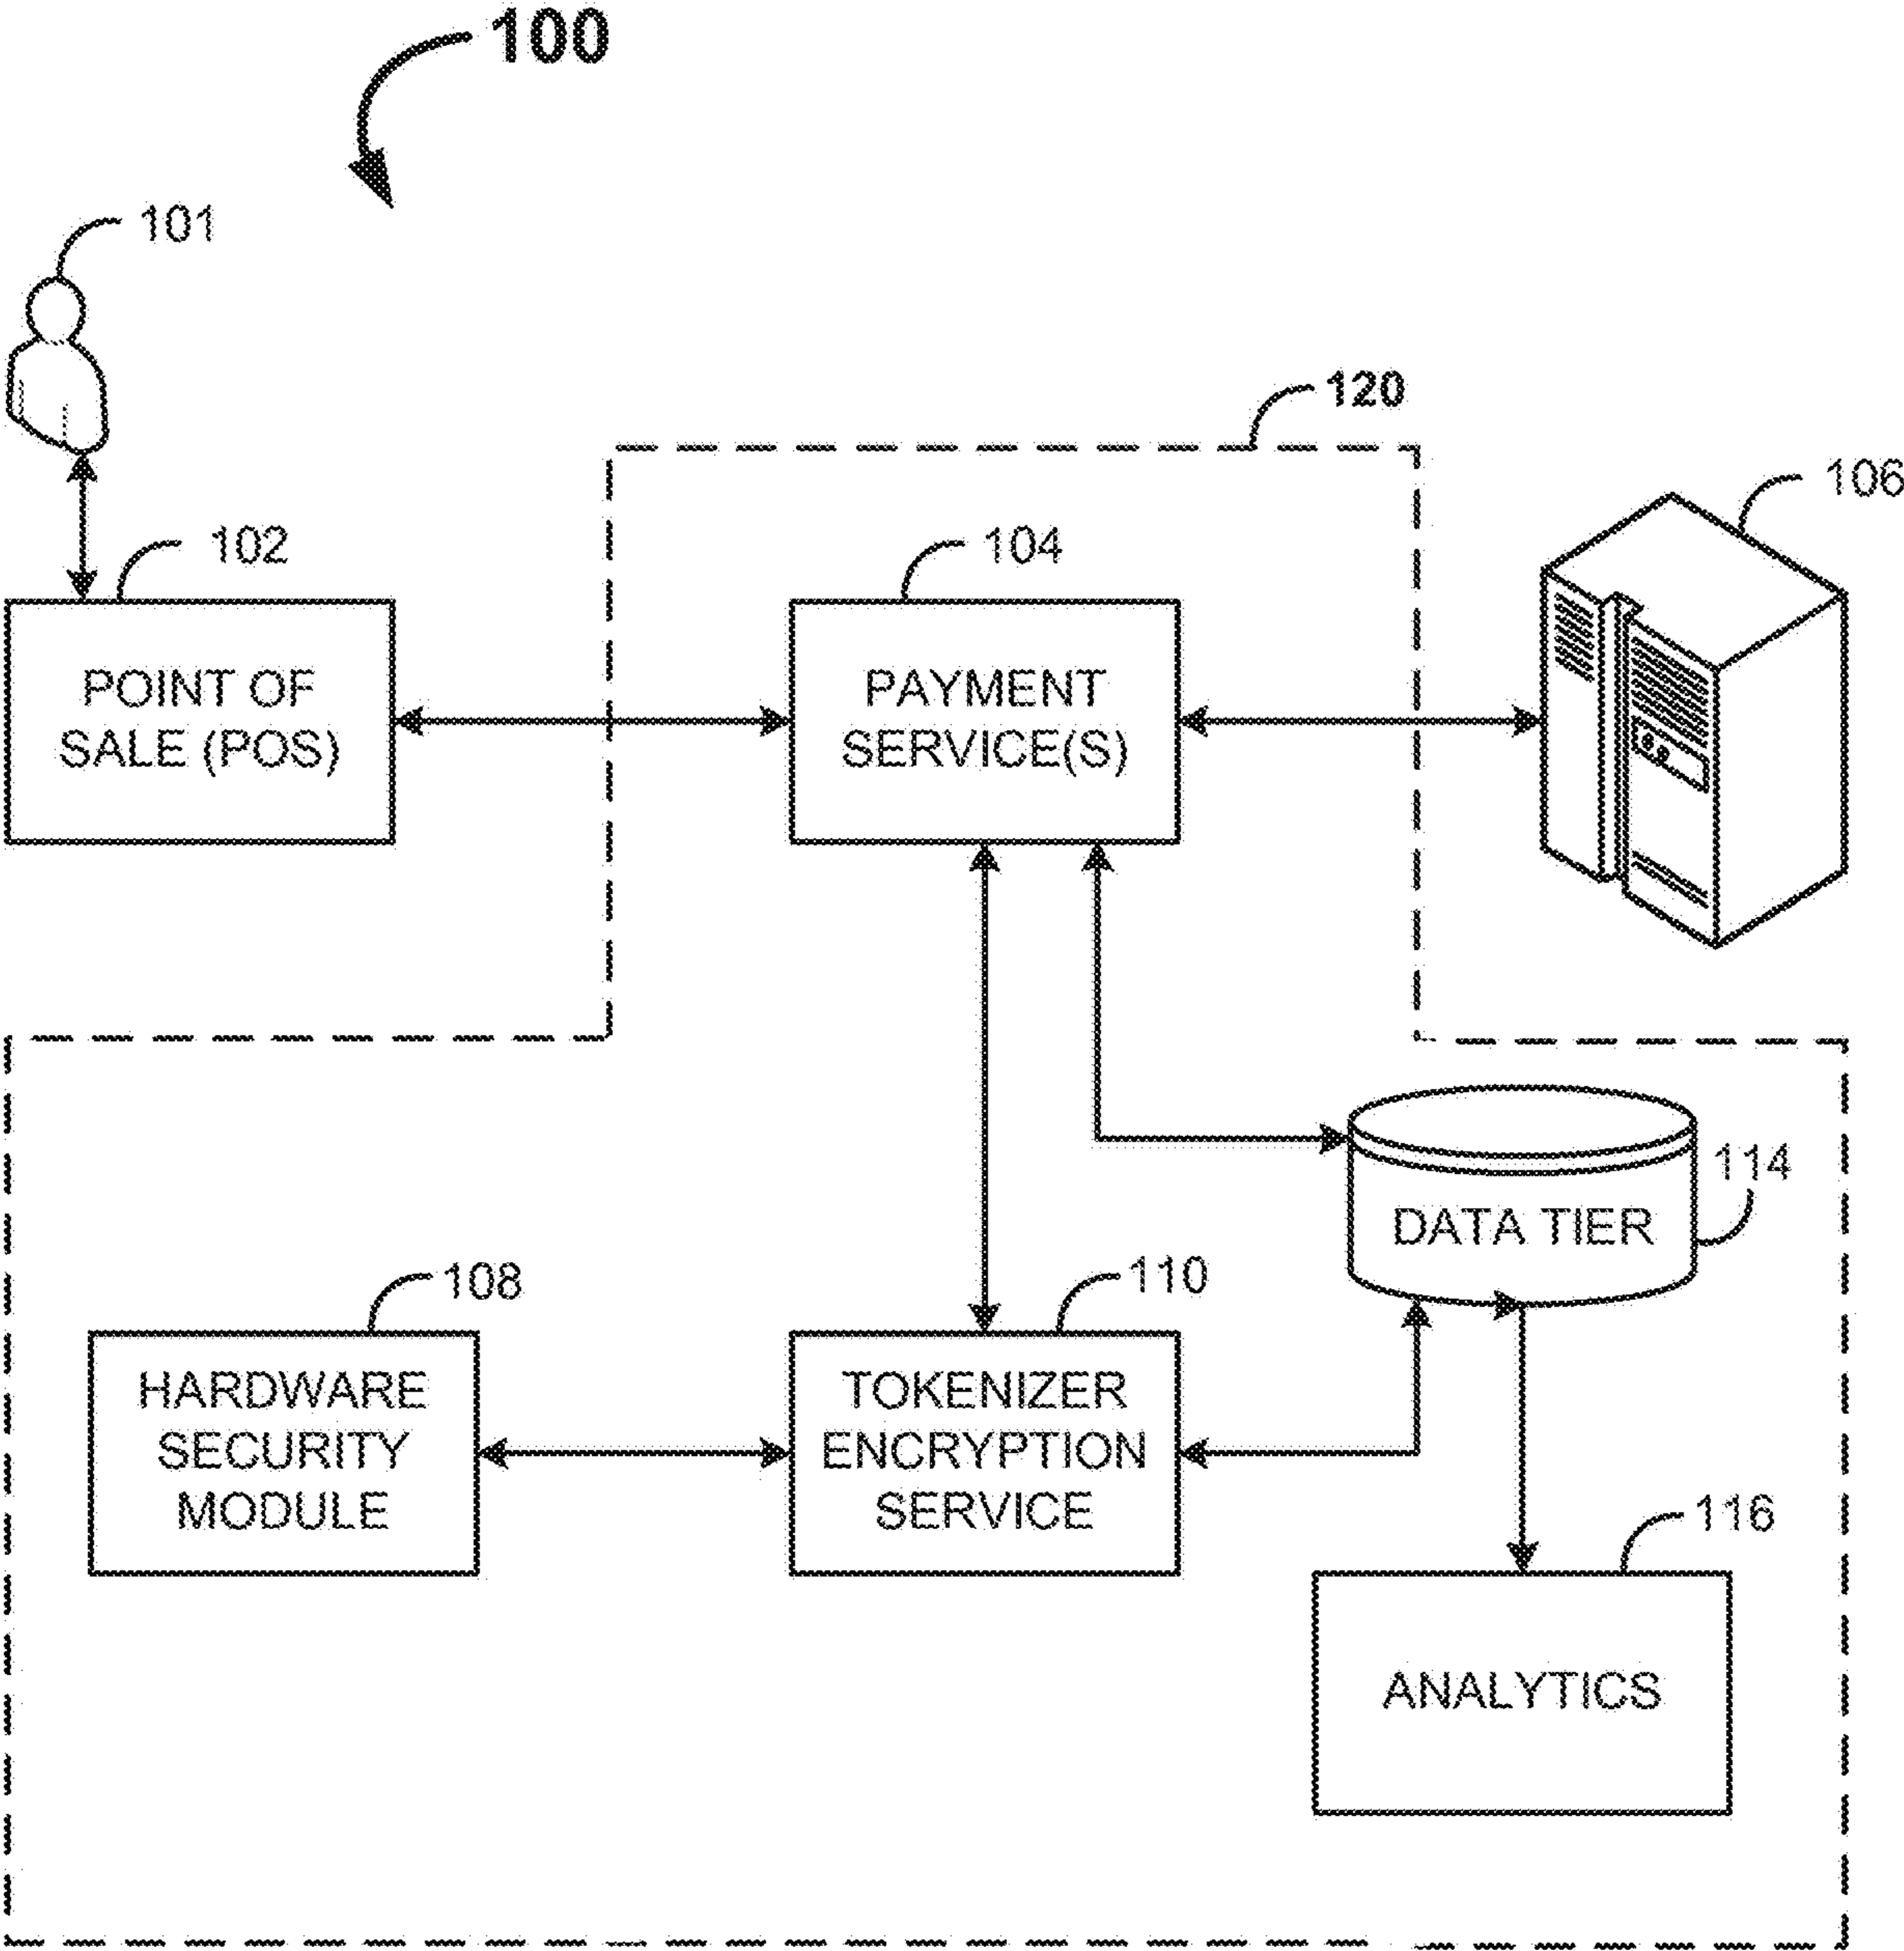 100
101
120
106
102
104
POINT OF
SALE (POS)
PAYMENT
SERVICE(S)
114
DATA TIER
108
110
HARDWARE
SECURITY
MODULE
TOKENIZER
ENCRYPTION
SERVICE
116
ANALYTICS